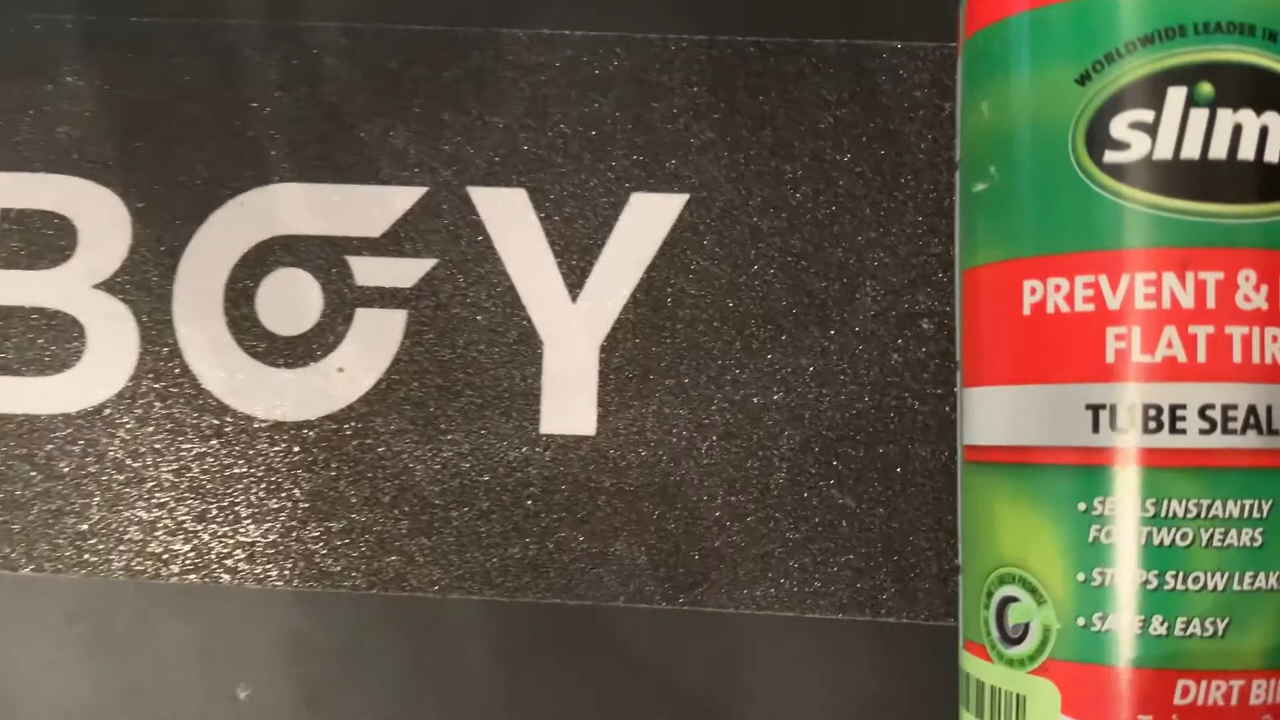 BOY
WORLDWIDE LEADER IN
slim
PREVENT &
FLAT TIR
TUBE SEAL
• SEALS INSTANTLY
FOR TWO YEARS
• STOPS SLOW LEAK
• SAFE & EASY
DIRT BI